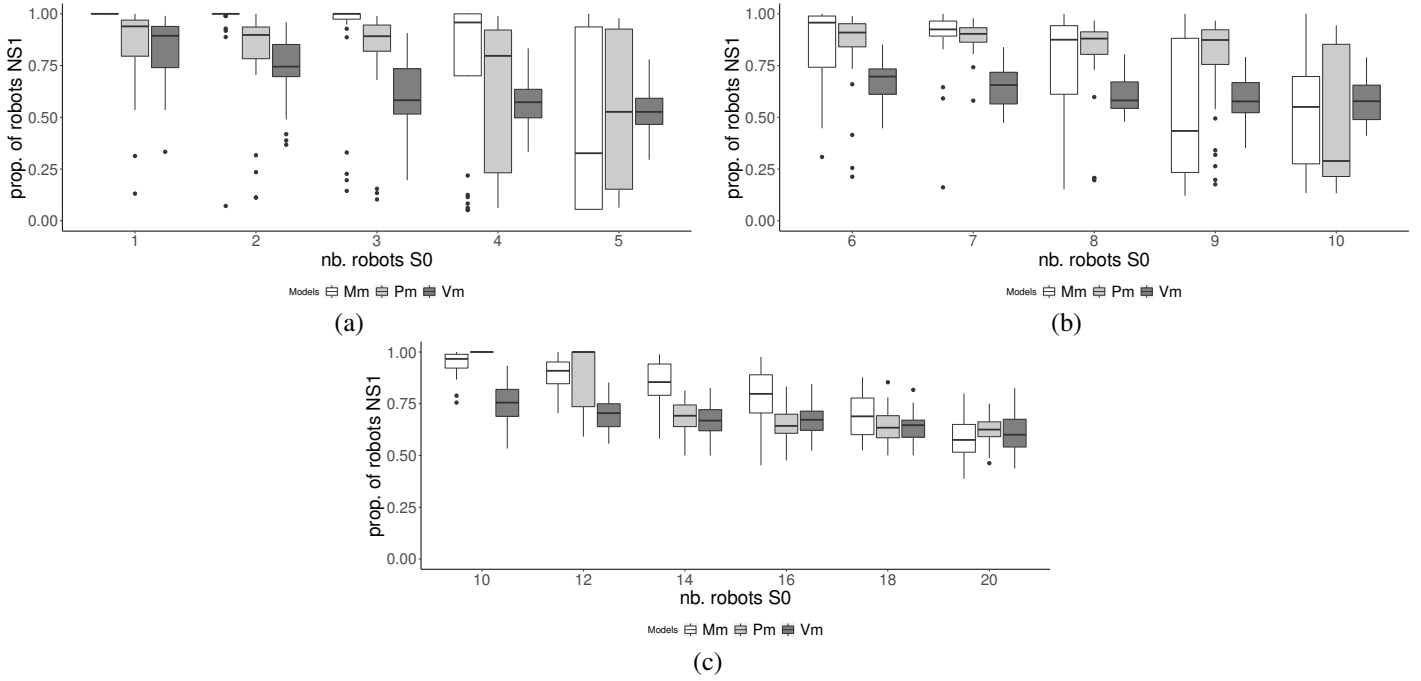 prop. of robots NS1
1.00
0.75
0.50
0.25
0.00
1 2 3 4 5
nb. robots S0
Models Mm Pm Vm
(a)
prop. of robots NS1
1.00
0.75
0.50
0.25
0.00
6 7 8 9 10
nb. robots S0
Models Mm Pm Vm
(b)
prop. of robots NS1
1.00
0.75
0.50
0.25
0.00
10 12 14 16 18 20
nb. robots S0
Models Mm Pm Vm
(c)